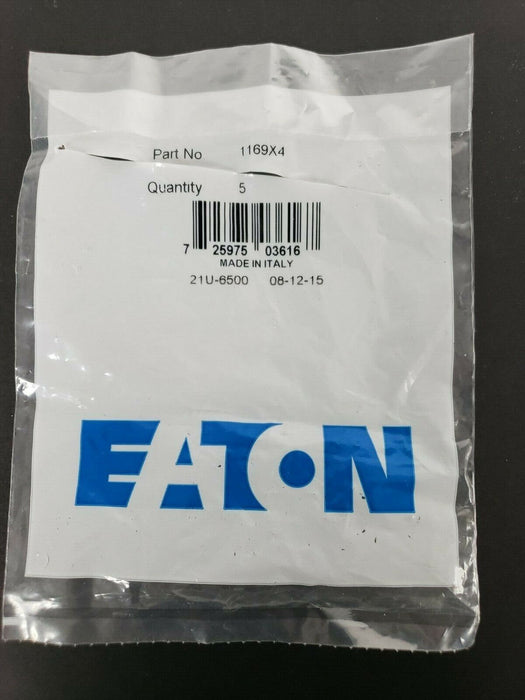 Part No 1169X4
Quantity 5
7 25975 03616
MADE IN ITALY
21U-6500 08-12-15
EATON